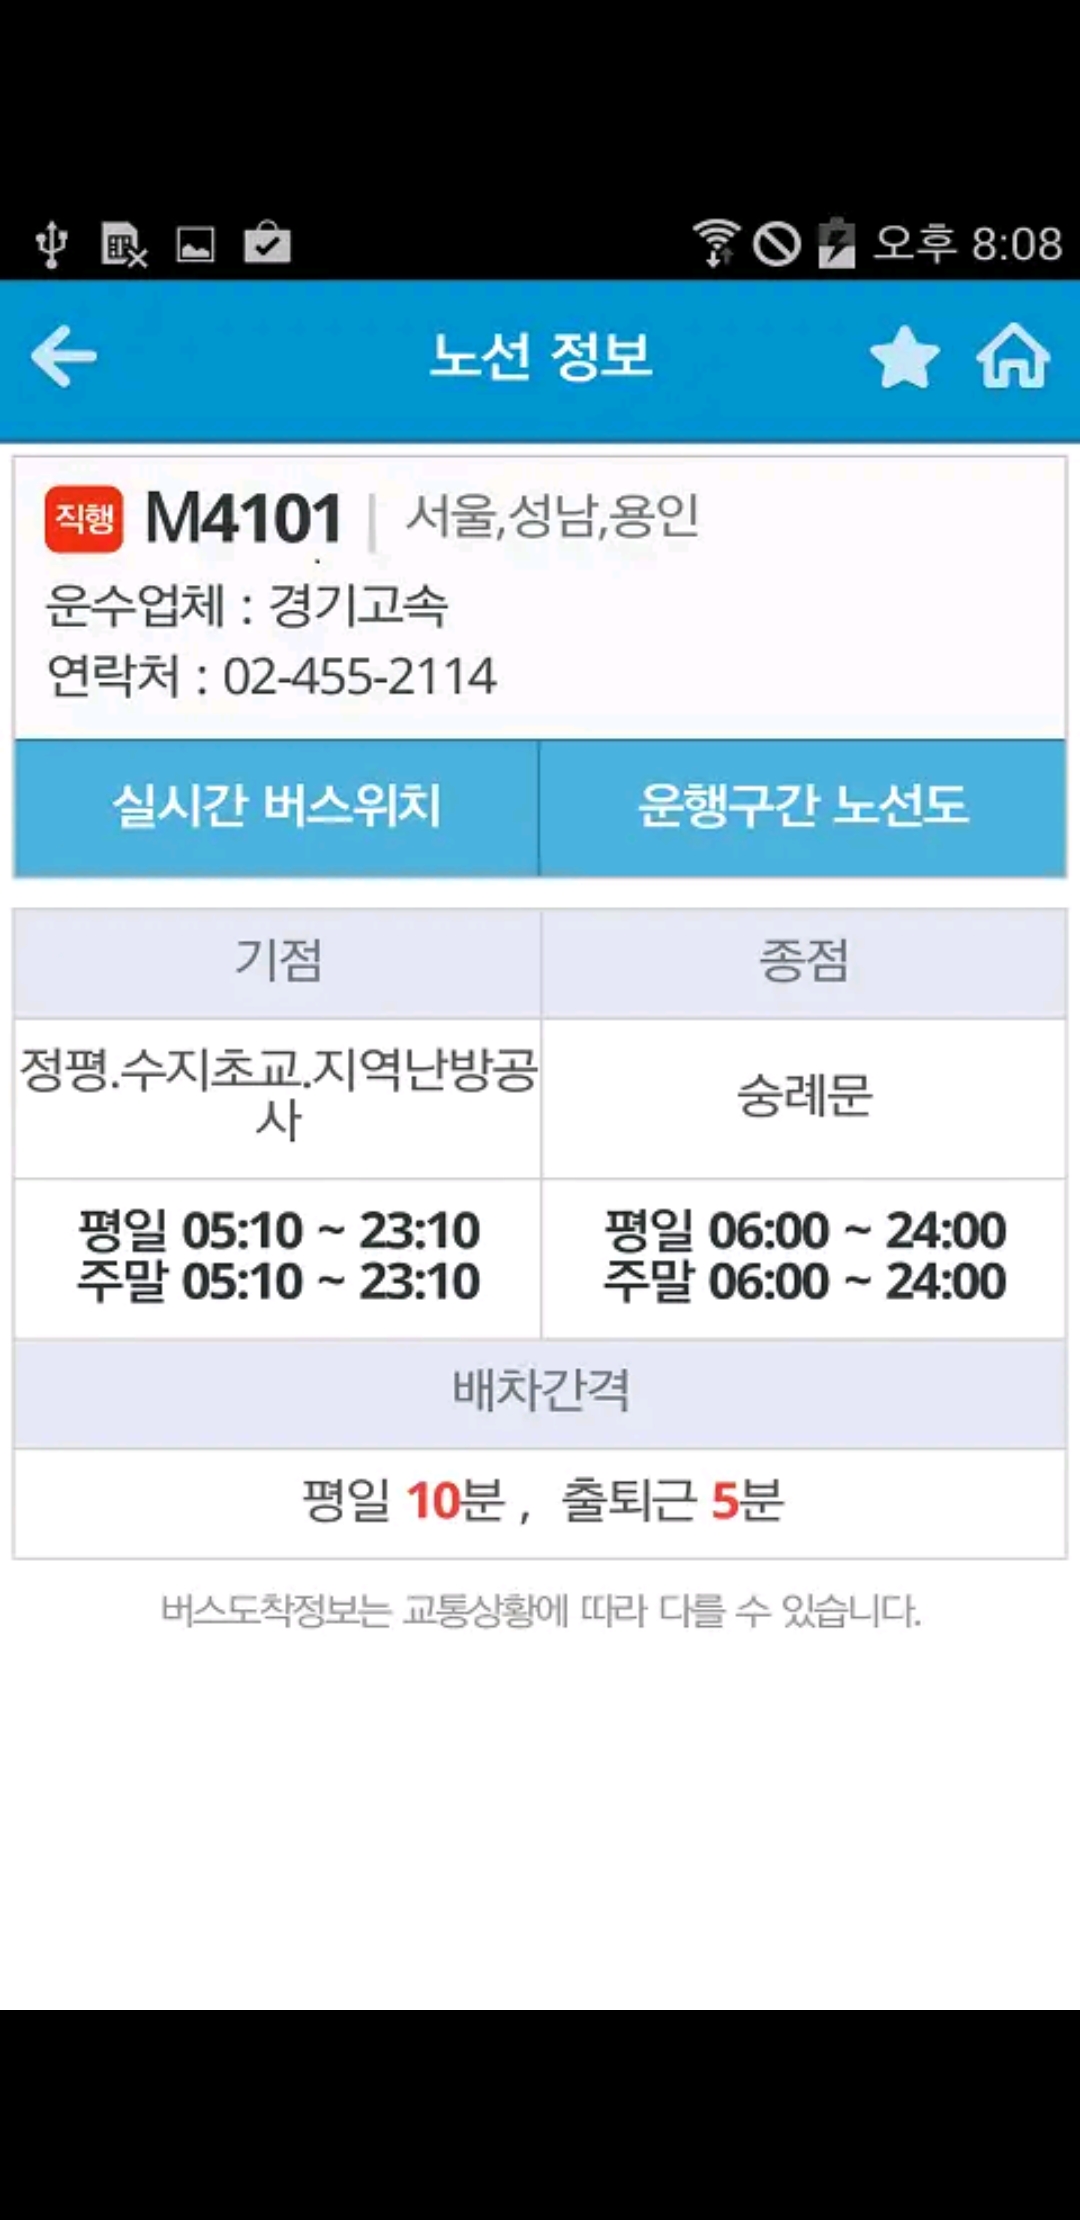 오후 8:08
노선 정보
직행 M4101 | 서울,성남,용인
운수업체 : 경기고속
연락처 : 02-455-2114
실시간 버스위치 운행구간 노선도
기점 종점
정평.수지초교.지역난방공
사
숭례문
평일 05:10 ~ 23:10
주말 05:10 ~ 23:10
평일 06:00 ~ 24:00
주말 06:00 ~ 24:00
배차간격
평일 10분 , 출퇴근 5분
버스도착정보는 교통상황에 따라 다를 수 있습니다.